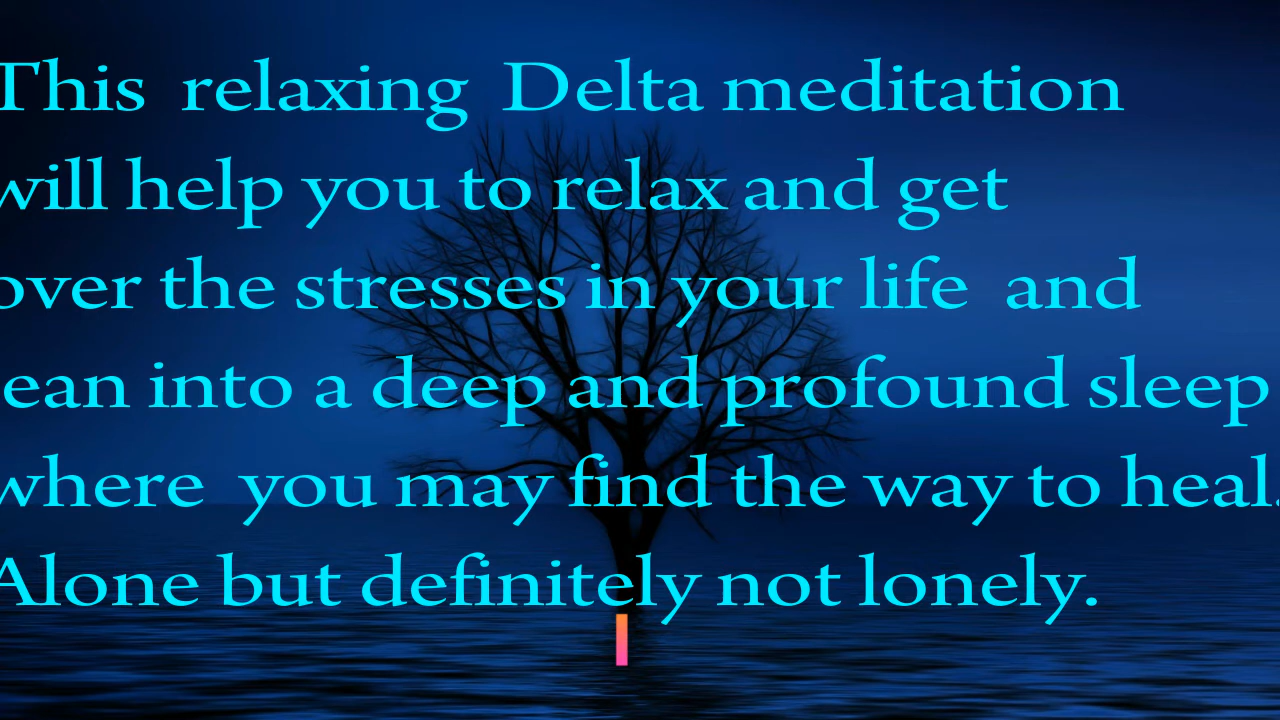 This relaxing Delta meditation
will help you to relax and get
over the stresses in your life and
ean into a deep and profound sleep
where you may find the way to heal.
Alone but definitely not lonely.